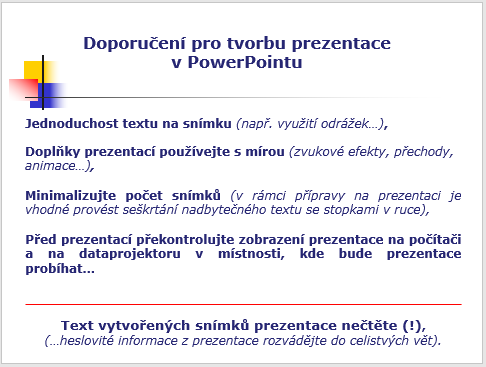 Doporučení pro tvorbu prezentace
v PowerPointu
Jednoduchost textu na snímku (např. využití odrážek…),
Doplňky prezentací používejte s mírou (zvukové efekty, přechody,
animace…),
Minimalizujte počet snímků (v rámci přípravy na prezentaci je
vhodné provést seškrtání nadbytečného textu se stopkami v ruce),
Před prezentací překontrolujte zobrazení prezentace na počítači
a na dataprojektoru v místnosti, kde bude prezentace
probíhat…
Text vytvořených snímků prezentace nečtěte (!),
(…heslovité informace z prezentace rozvádějte do celistvých vět).